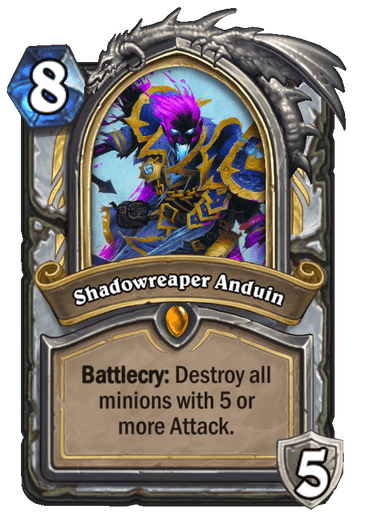 8
Shadowreaper Anduin
Battlecry: Destroy all
minions with 5 or
more Attack.
5